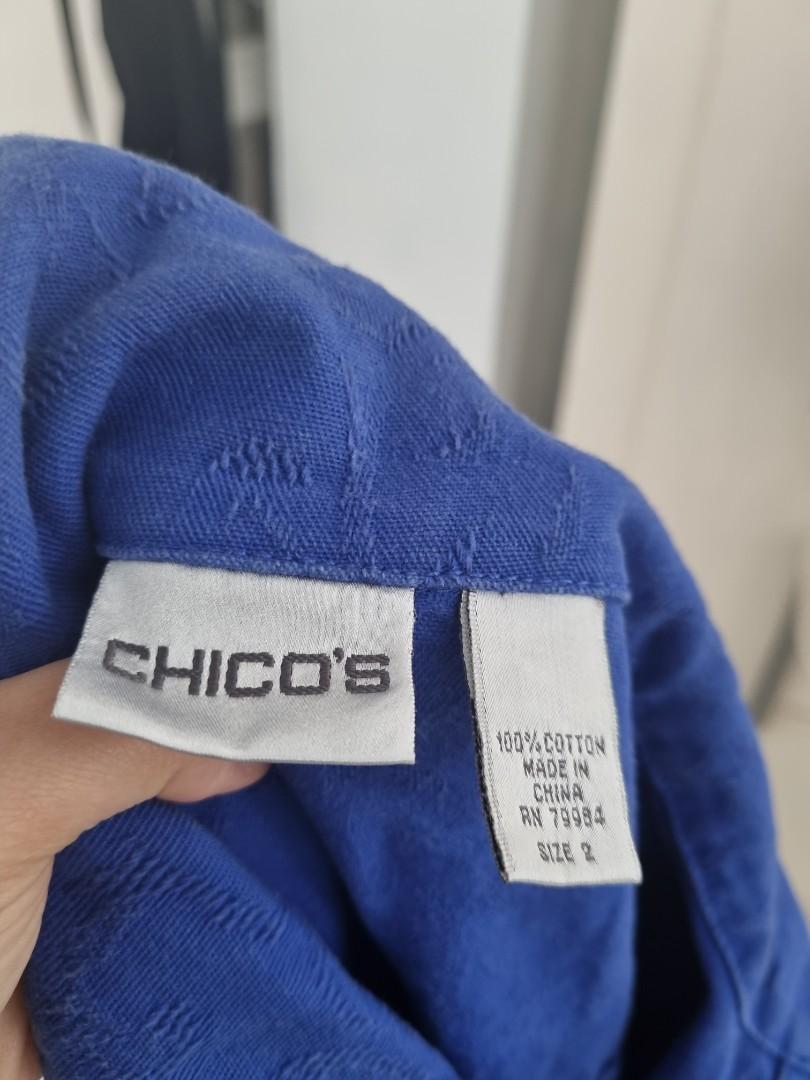 CHICO'S
100% COTTON
MADE IN
CHINA
RN 79984
SIZE 2